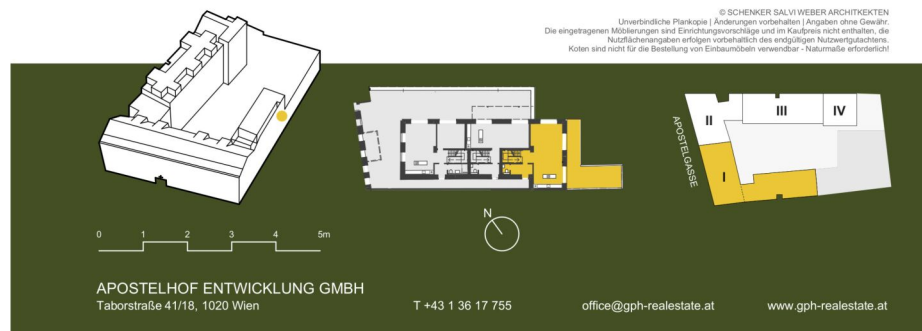 © SCHENKER SALVI WEBER ARCHITKEKTEN
Unverbindliche Plankopie | Änderungen vorbehalten | Angaben ohne Gewähr.
Die eingetragenen Möblierungen sind Einrichtungsvorschläge und im Kaufpreis nicht enthalten, die
Nutzflächenangaben erfolgen vorbehaltlich des endgültigen Nutzwertgutachtens.
Koten sind nicht für die Bestellung von Einbaumöbeln verwendbar - Naturmaße erforderlich!
II
III
IV
APOSTELGASSE
I
N
0 1 2 3 4 5m
APOSTELHOF ENTWICKLUNG GMBH
Taborstraße 41/18, 1020 Wien
T +43 1 36 17 755
office@gph-realestate.at
www.gph-realestate.at